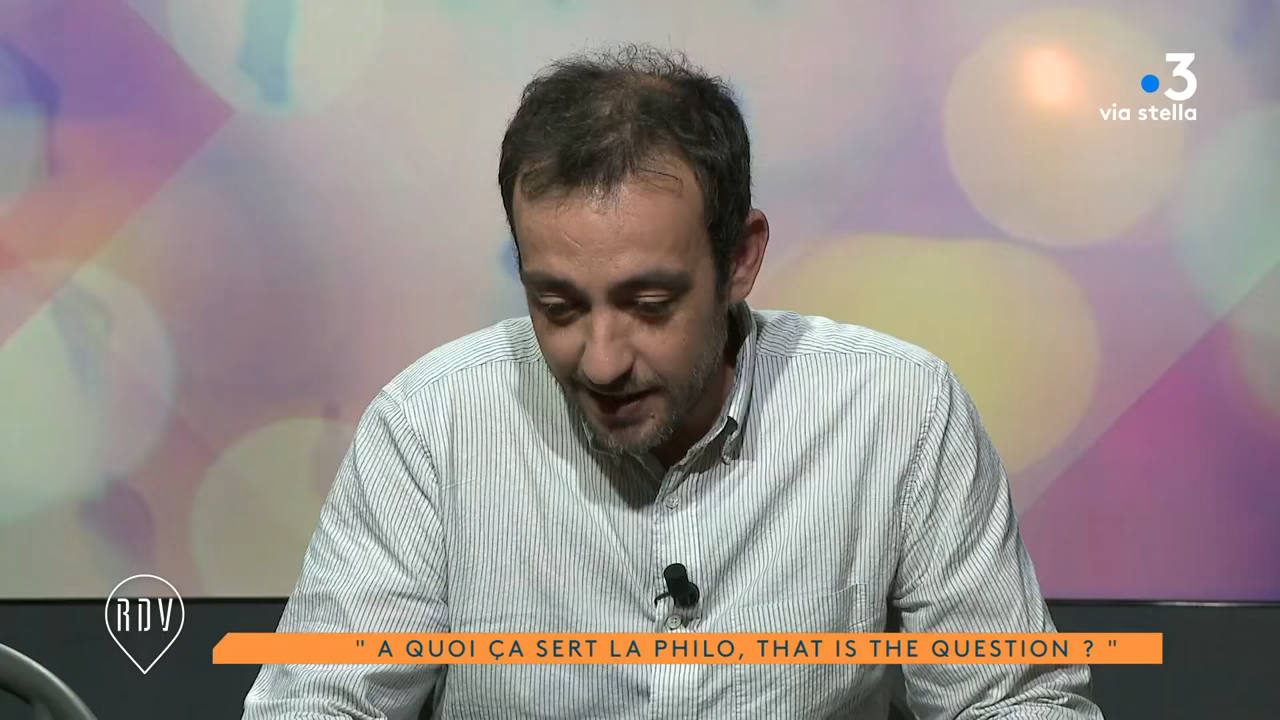 3
via stella
RDV
" A QUOI ÇA SERT LA PHILO, THAT IS THE QUESTION ? "